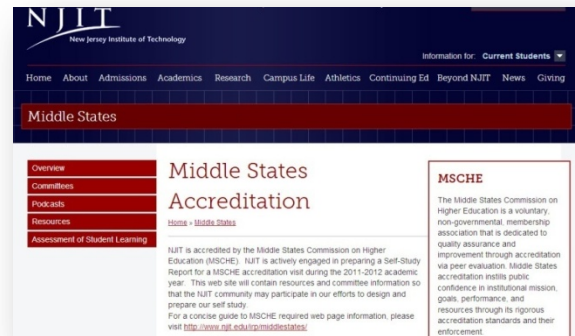 NJIT
New Jersey Institute of Technology
Information for: Current Students
Home About Admissions Academics Research Campus Life Athletics Continuing Ed Beyond NJIT News Giving
Middle States
Overview
Committees
Podcasts
Resources
Assessment of Student Learning
Middle States
Accreditation
Home » Middle States
NJIT is accredited by the Middle States Commission on Higher
Education (MSCHE). NJIT is actively engaged in preparing a Self-Study
Report for a MSCHE accreditation visit during the 2011-2012 academic
year. This web site will contain resources and committee information so
that the NJIT community may participate in our efforts to design and
prepare our self study.
For a concise guide to MSCHE required web page information, please
visit http://www.njit.edu/irp/middlestates/
MSCHE
The Middle States Commission on
Higher Education is a voluntary,
non-governmental, membership
association that is dedicated to
quality assurance and
improvement through accreditation
via peer evaluation. Middle States
accreditation instills public
confidence in institutional mission,
goals, performance, and
resources through its rigorous
accreditation standards and their
enforcement.